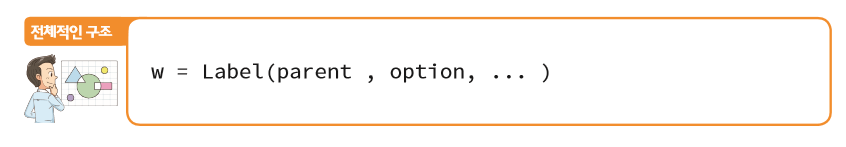 전체적인 구조
w = Label(parent , option, ... )